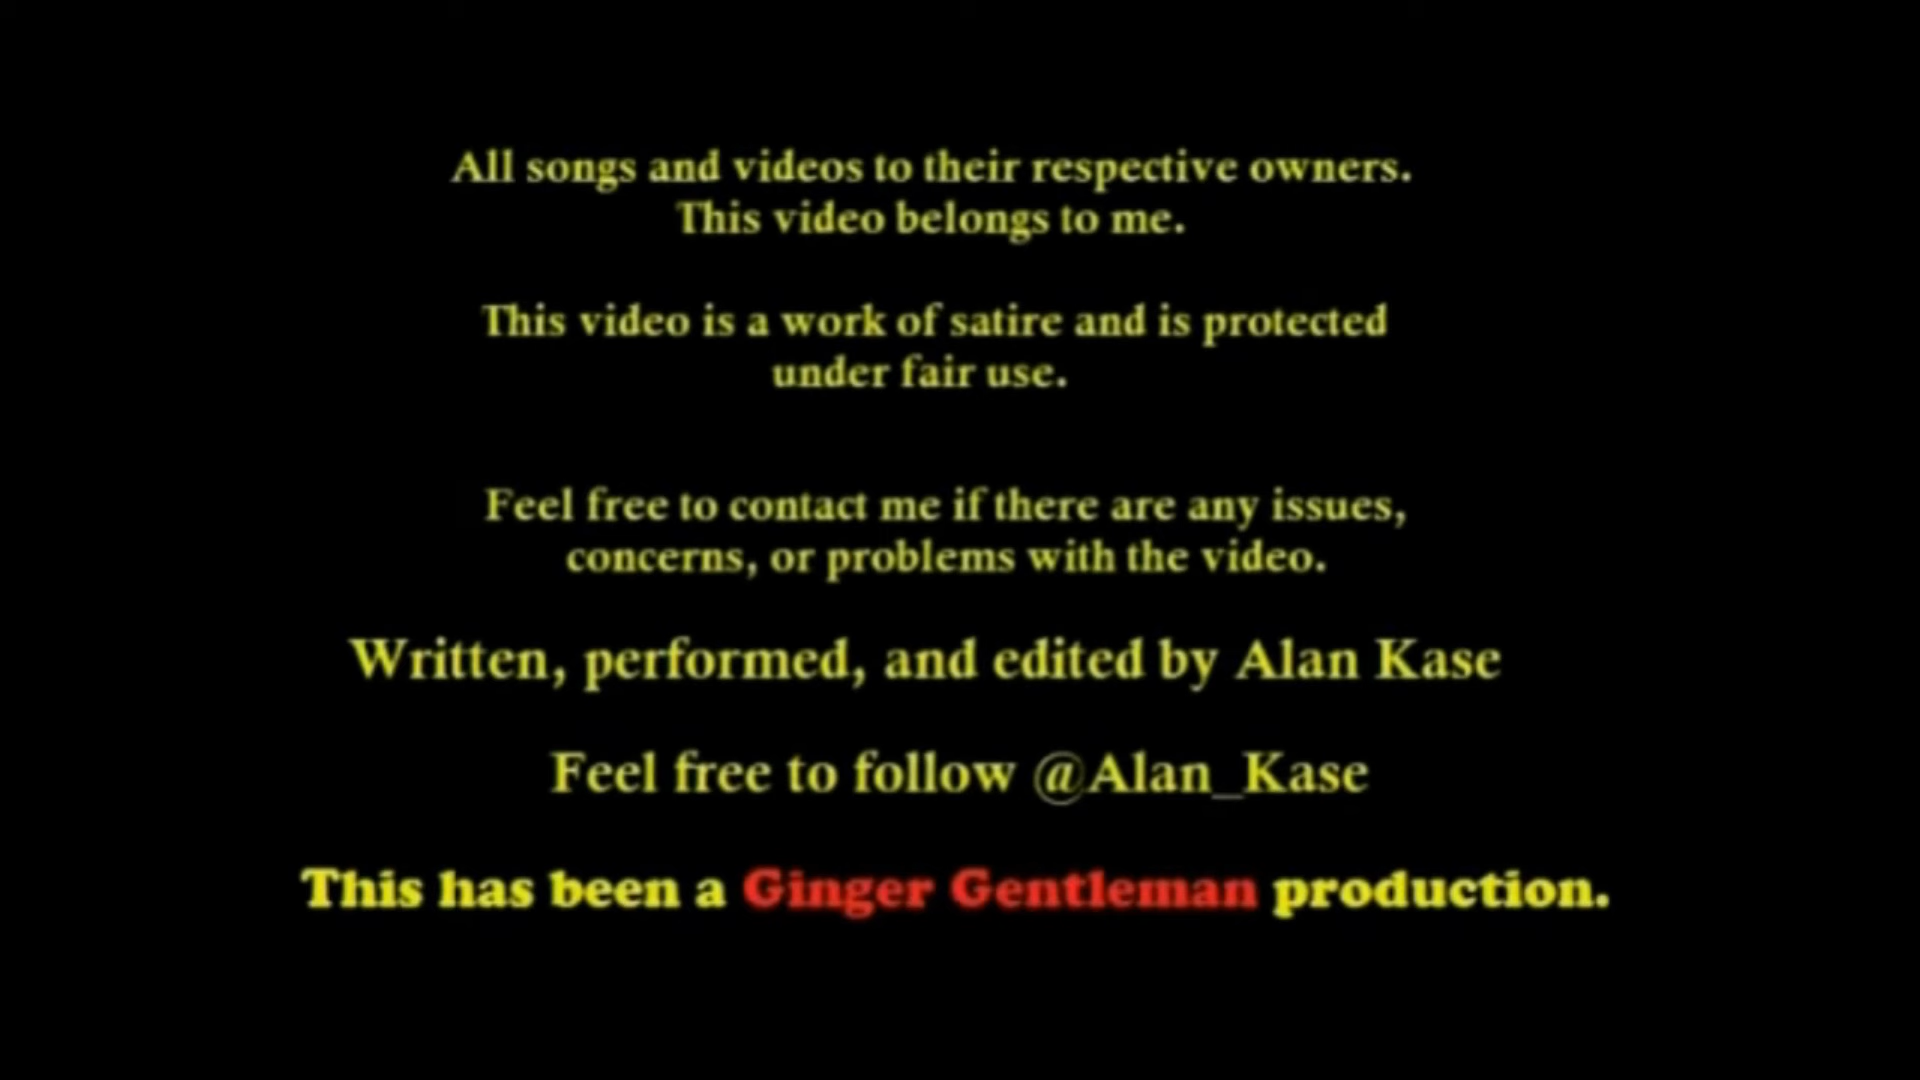 All songs and videos to their respective owners.
This video belongs to me.
This video is a work of satire and is protected
under fair use.
Feel free to contact me if there are any issues,
concerns, or problems with the video.
Written, performed, and edited by Alan Kase
Feel free to follow @Alan_Kase
This has been a Ginger Gentleman production.